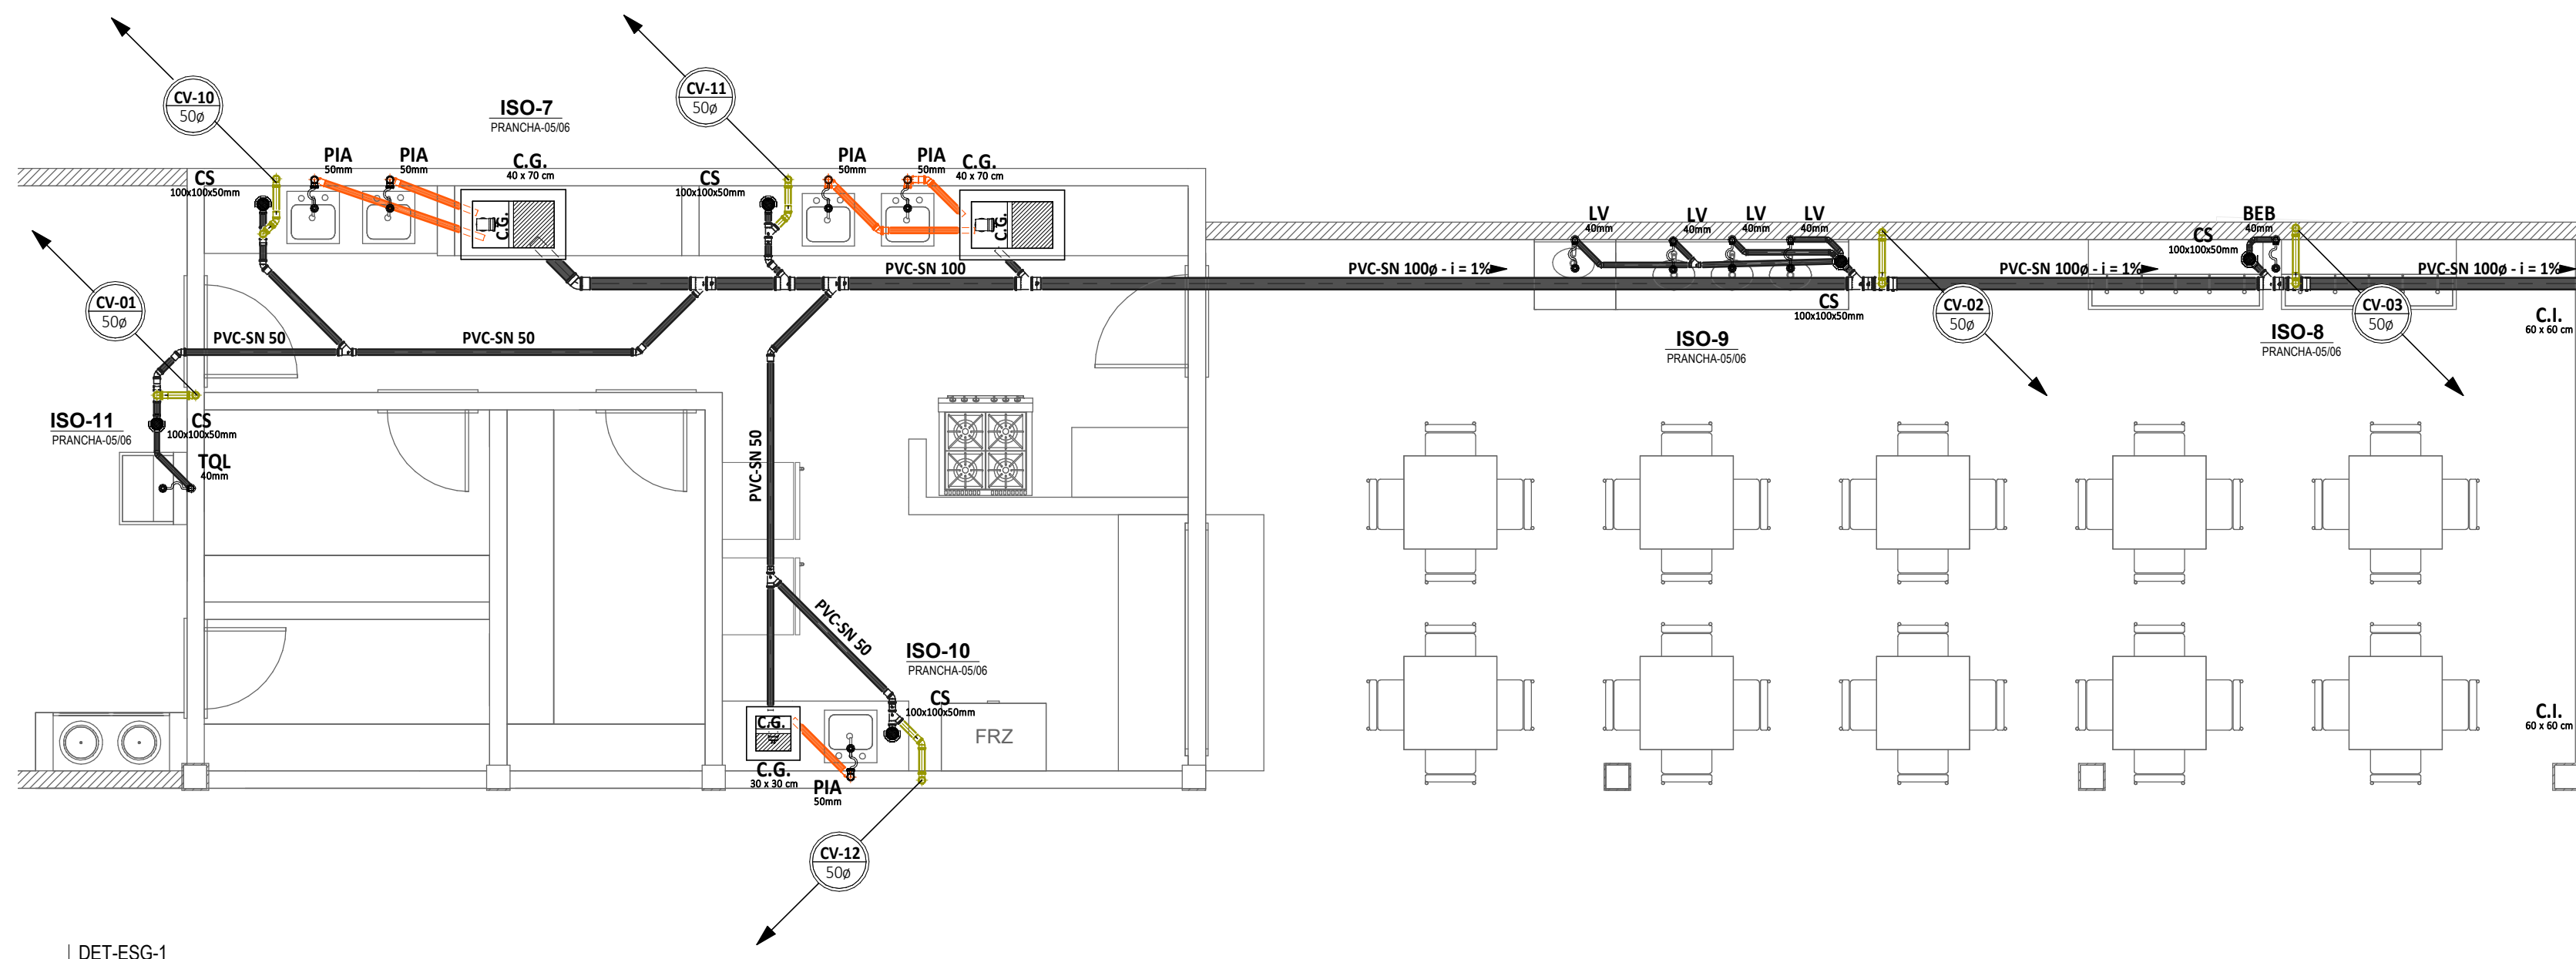 CV-10
50ø
ISO-7
PRANCHA-05/06
CV-11
50ø
PIA
50mm
PIA
50mm
C.G.
40 x 70 cm
CS
100x100x50mm
C.G.
CS
100x100x50mm
PIA
50mm
PIA
50mm
C.G.
40 x 70 cm
C.G.
LV
40mm
LV
40mm
LV
40mm
LV
40mm
CS
100x100x50mm
BEB
40mm
PVC-SN 100
PVC-SN 100ø - i = 1%
PVC-SN 100ø - i = 1%
PVC-SN 100ø - i = 1%
CV-01
50ø
CS
100x100x50mm
CV-02
50ø
CV-03
50ø
C.I.
60 x 60 cm
PVC-SN 50
PVC-SN 50
ISO-9
PRANCHA-05/06
ISO-8
PRANCHA-05/06
ISO-11
PRANCHA-05/06
CS
100x100x50mm
TQL
40mm
PVC-SN 50
PVC-SN 50
ISO-10
PRANCHA-05/06
CS
100x100x50mm
C.G.
FRZ
C.I.
60 x 60 cm
C.G.
30 x 30 cm
PIA
50mm
CV-12
50ø
DET-ESG-1